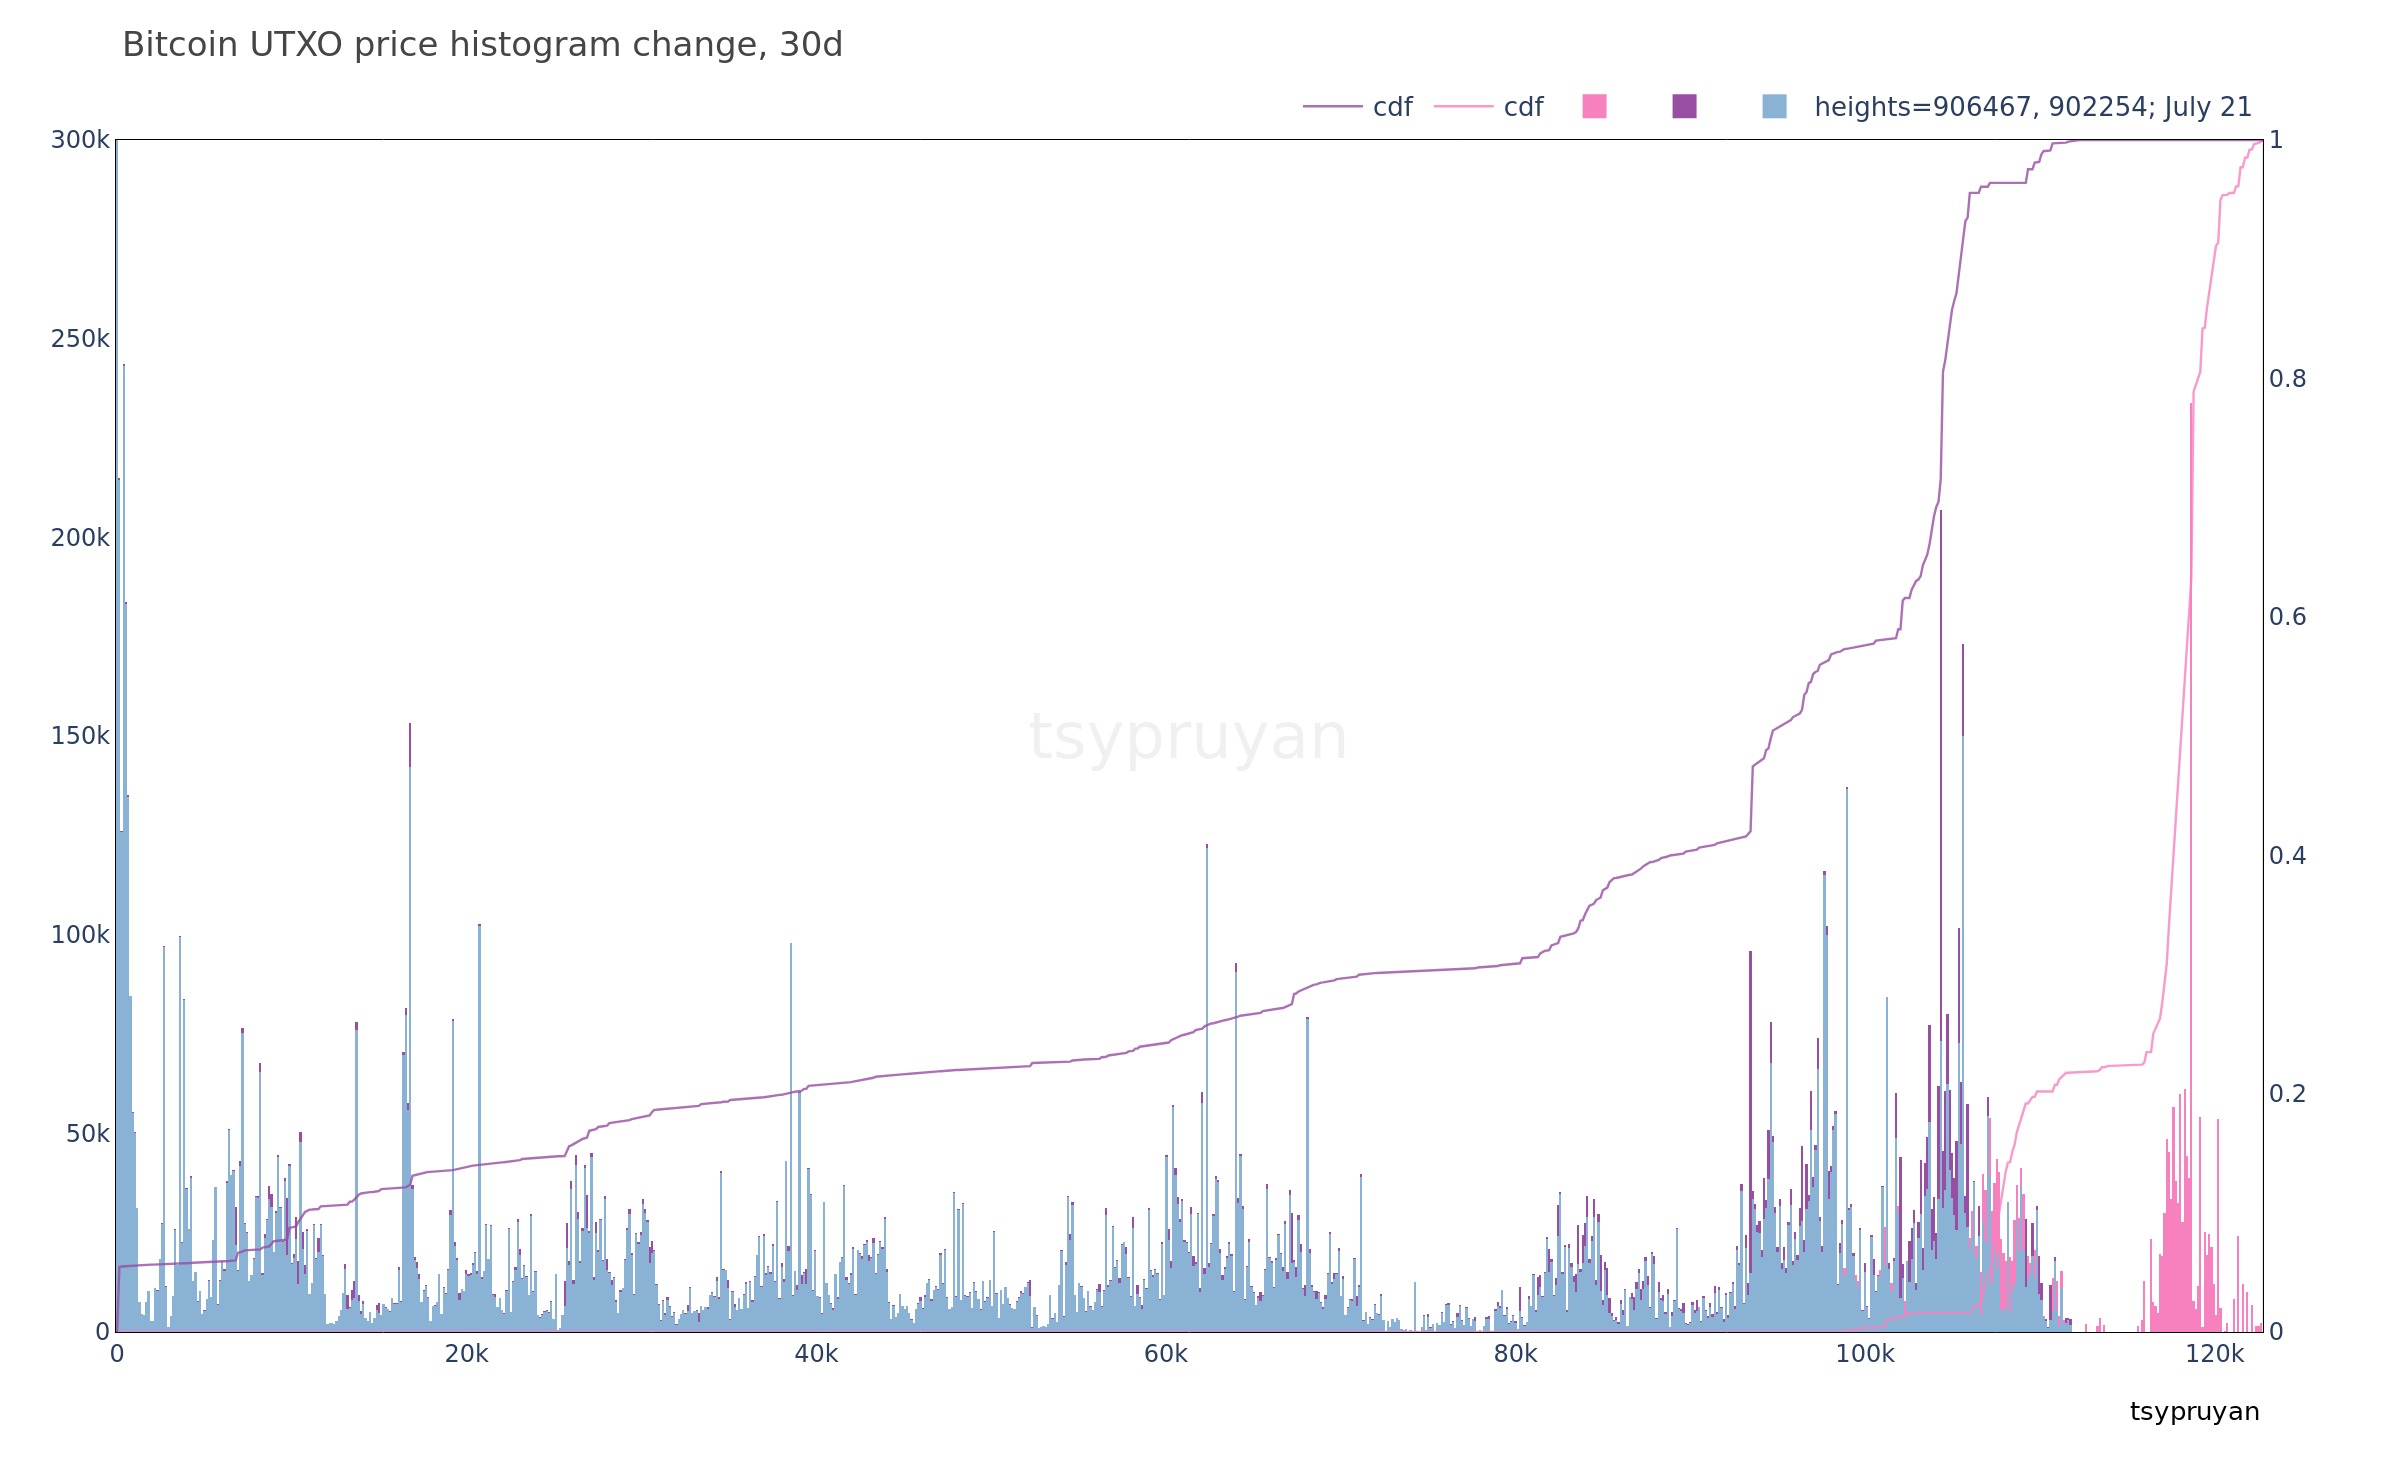 Bitcoin UTXO price histogram change, 30d
cdf cdf heights=906467, 902254; July 21
300k 1
250k
0.8
200k
0.6
150k
tsypruyan
0.4
100k
0.2
50k
0 0
0 20k 40k 60k 80k 100k 120k
tsypruyan